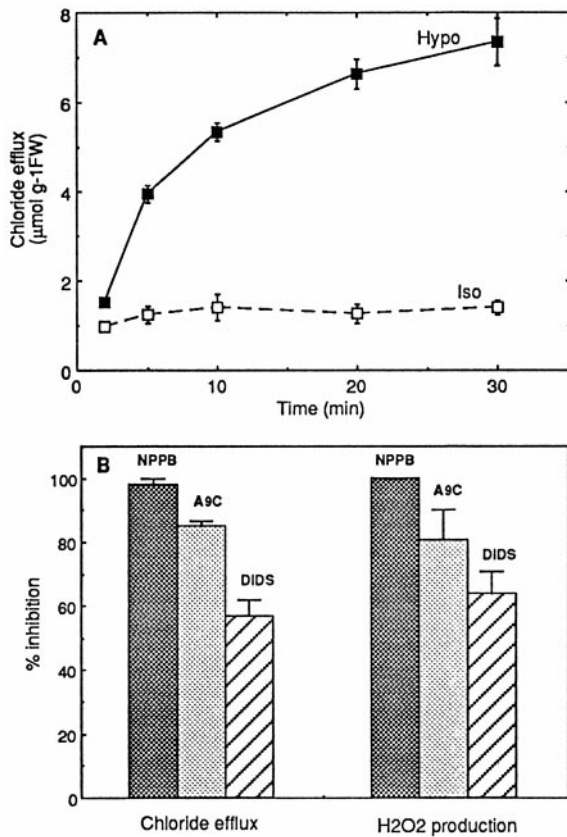 A
Hypo
Iso
Chloride efflux
(µmol g-1FW)
8
6
4
2
0
0
10
20
30
Time (min)
B
NPPB
A9C
DIDS
NPPB
A9C
DIDS
% inhibition
100
80
60
40
20
0
Chloride efflux
H2O2 production